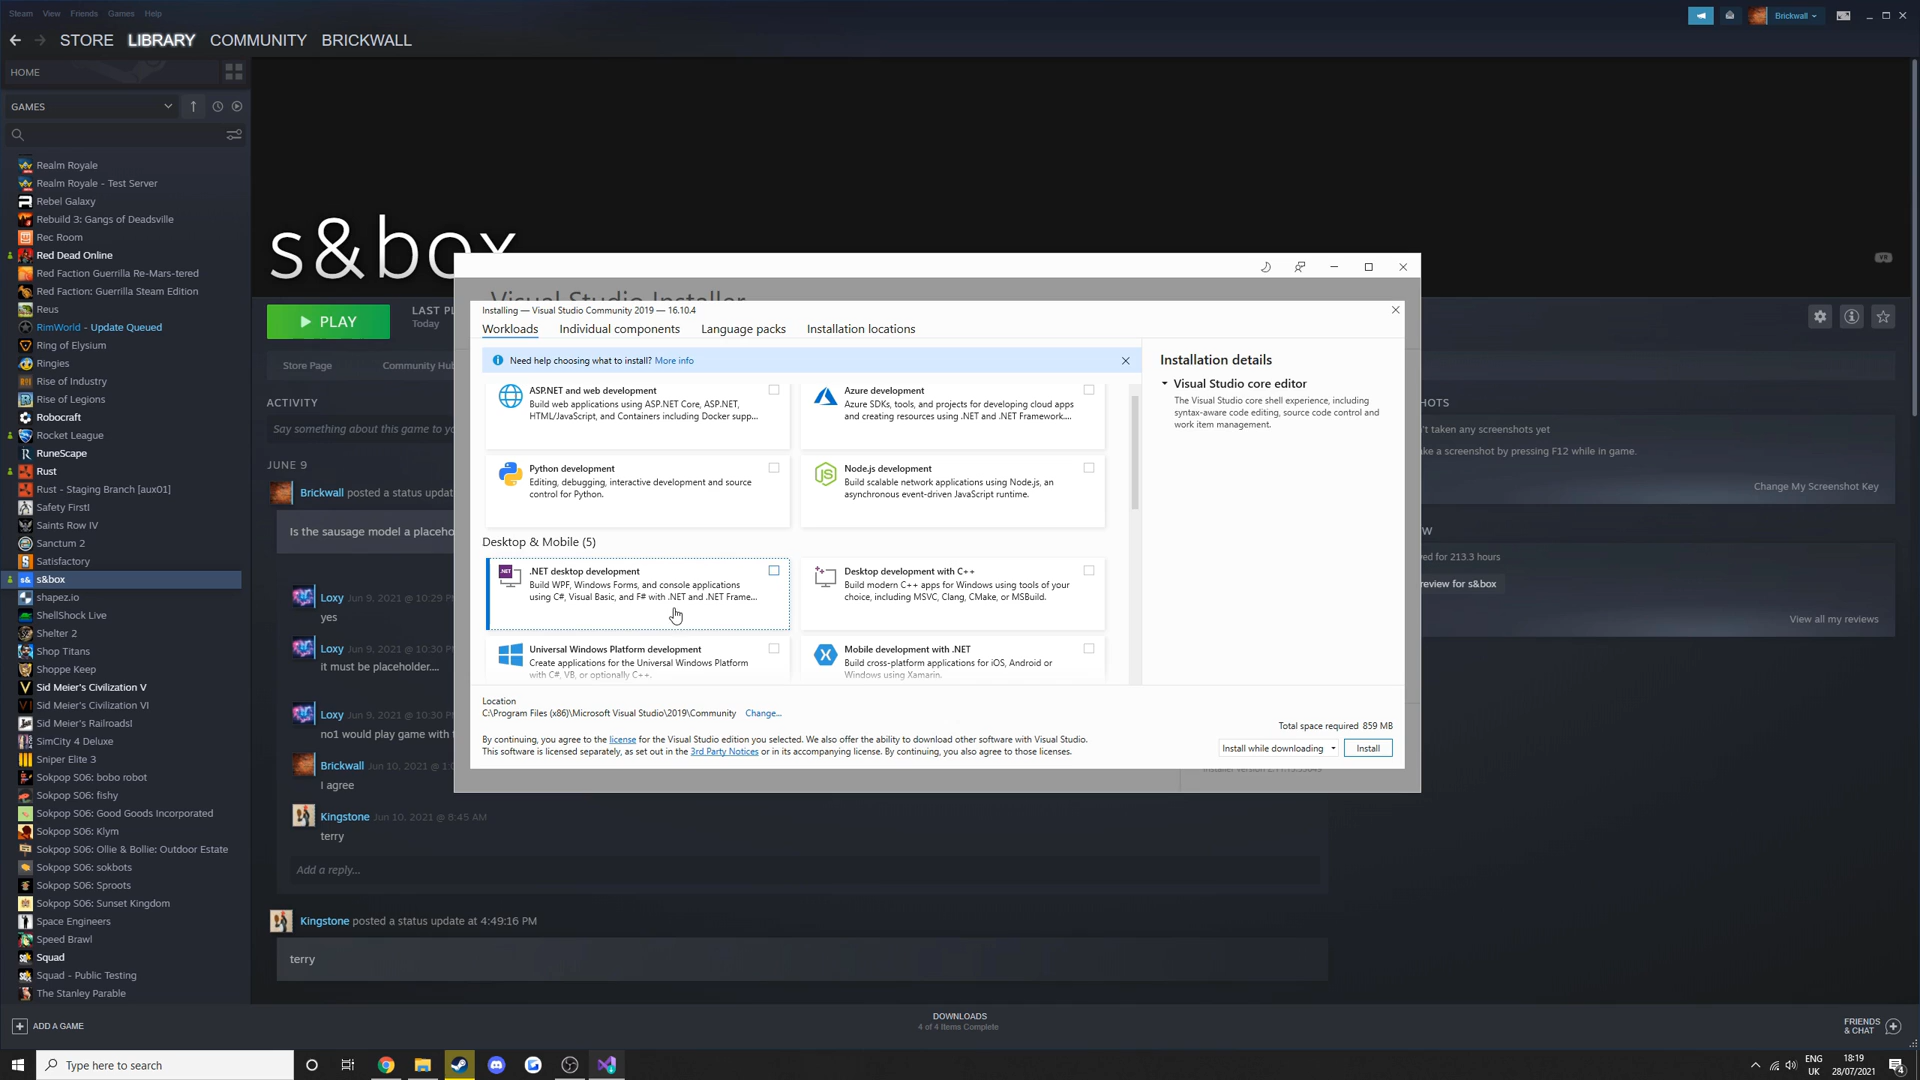 Steam View Friends Games Help
Brickwall
STORE LIBRARY COMMUNITY BRICKWALL
HOME
GAMES
Realm Royale
Realm Royale - Test Server
Rebel Galaxy
Rebuild 3: Gangs of Deadsville
Rec Room
Red Dead Online
Red Faction Guerrilla Re-Mars-tered
Red Faction: Guerrilla Steam Edition
Reus
RimWorld - Update Queued
Ring of Elysium
Ringies
Rise of Industry
Rise of Legions
Robocraft
Rocket League
RuneScape
Rust
Rust - Staging Branch [aux01]
Safety First!
Saints Row IV
Sanctum 2
Satisfactory
s&box
shapez.io
ShellShock Live
Shelter 2
Shop Titans
Shoppe Keep
Sid Meier's Civilization V
Sid Meier's Civilization VI
Sid Meier's Railroads!
SimCity 4 Deluxe
Sniper Elite 3
Sokpop S06: bobo robot
Sokpop S06: fishy
Sokpop S06: Good Goods Incorporated
Sokpop S06: Klym
Sokpop S06: Ollie & Bollie: Outdoor Estate
Sokpop S06: sokbots
Sokpop S06: Sproots
Sokpop S06: Sunset Kingdom
Space Engineers
Speed Brawl
Squad
Squad - Public Testing
The Stanley Parable
ADD A GAME
s&box
PLAY
LAST PL
Today
Store Page Community Hub
ACTIVITY
Say something about this game to yo
JUNE 9
Brickwall posted a status updat
Is the sausage model a placeho
Loxy Jun 9, 2021 @ 10:29
yes
Loxy Jun 9, 2021 @ 10:30
it must be placeholder....
Loxy Jun 9, 2021 @ 10:30 P
no1 would play game with t
Brickwall Jun 10, 2021 @ 1:0
I agree
Kingstone Jun 10, 2021 @ 8:45 AM
terry
Add a reply...
Kingstone posted a status update at 4:49:16 PM
terry
Visual Studio Installer
Installing — Visual Studio Community 2019 — 16.10.4
Workloads Individual components Language packs Installation locations
Need help choosing what to install? More info
ASP.NET and web development
Build web applications using ASP.NET Core, ASP.NET,
HTML/JavaScript, and Containers including Docker supp...
Azure development
Azure SDKs, tools, and projects for developing cloud apps
and creating resources using .NET and .NET Framework....
Python development
Editing, debugging, interactive development and source
control for Python.
Node.js development
Build scalable network applications using Node.js, an
asynchronous event-driven JavaScript runtime.
Desktop & Mobile (5)
.NET
.NET desktop development
Build WPF, Windows Forms, and console applications
using C#, Visual Basic, and F# with .NET and .NET Frame...
Desktop development with C++
Build modern C++ apps for Windows using tools of your
choice, including MSVC, Clang, CMake, or MSBuild.
Universal Windows Platform development
Create applications for the Universal Windows Platform
with C#, VB, or optionally C++.
Mobile development with .NET
Build cross-platform applications for iOS, Android or
Windows using Xamarin.
Installation details
Visual Studio core editor
The Visual Studio core shell experience, including
syntax-aware code editing, source code control and
work item management.
Location
C:\Program Files (x86)\Microsoft Visual Studio\2019\Community Change...
By continuing, you agree to the license for the Visual Studio edition you selected. We also offer the ability to download other software with Visual Studio.
This software is licensed separately, as set out in the 3rd Party Notices or in its accompanying license. By continuing, you also agree to those licenses.
Total space required 859 MB
Install while downloading Install
VR
HOTS
't taken any screenshots yet
ke a screenshot by pressing F12 while in game.
Change My Screenshot Key
W
ed for 213.3 hours
review for s&box
View all my reviews
DOWNLOADS
4 of 4 Items Complete
FRIENDS
& CHAT
Type here to search
ENG
UK
18:19
28/07/2021
4